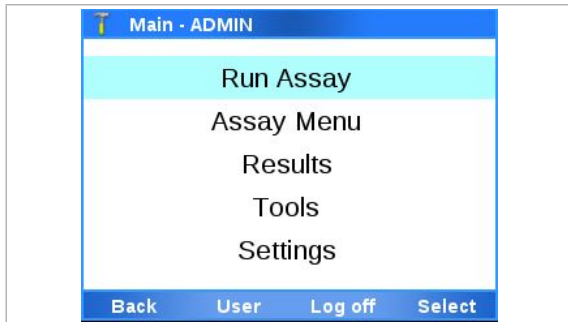 Main - ADMIN
Run Assay
Assay Menu
Results
Tools
Settings
Back User Log off Select